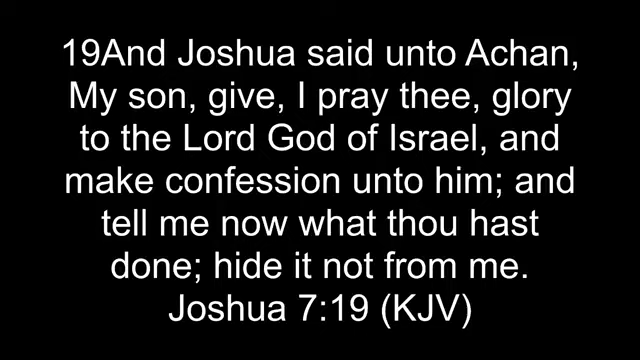 19And Joshua said unto Achan,
My son, give, I pray thee, glory
to the Lord God of Israel, and
make confession unto him; and
tell me now what thou hast
done; hide it not from me.
Joshua 7:19 (KJV)